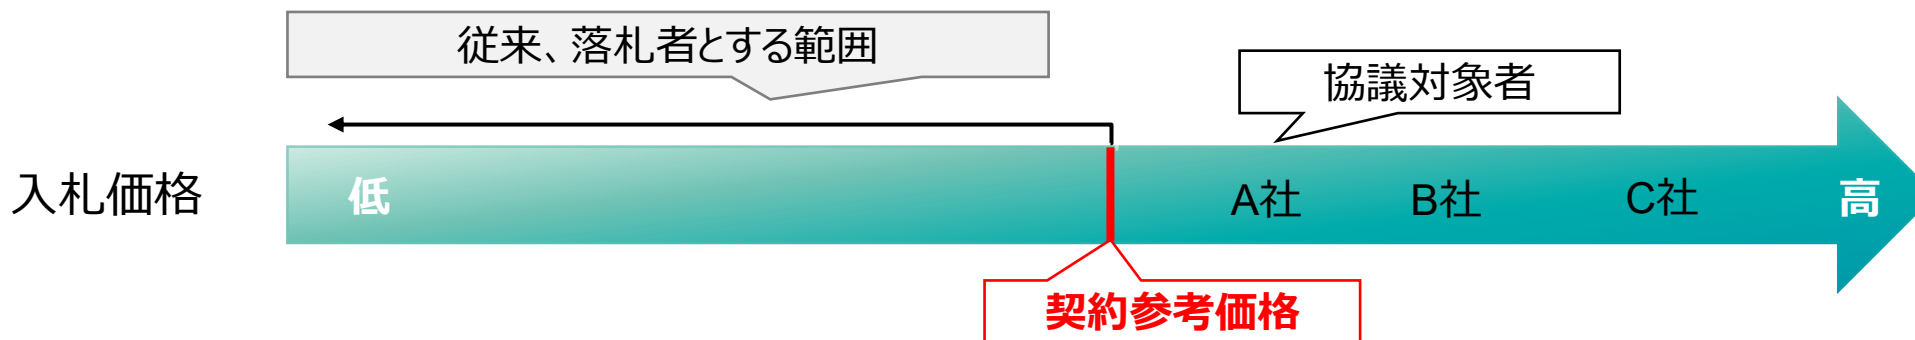 従来、落札者とする範囲
協議対象者
入札価格
低
A社
B社
C社
高
契約参考価格